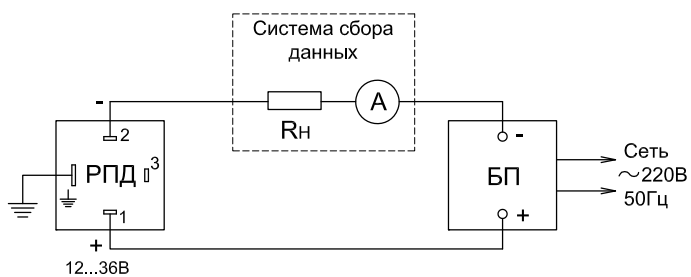 Система сбора
данных
А
Rн
-
2
РПД
3
1
+
12...36В
-
БП
+
Сеть
~220В
50Гц